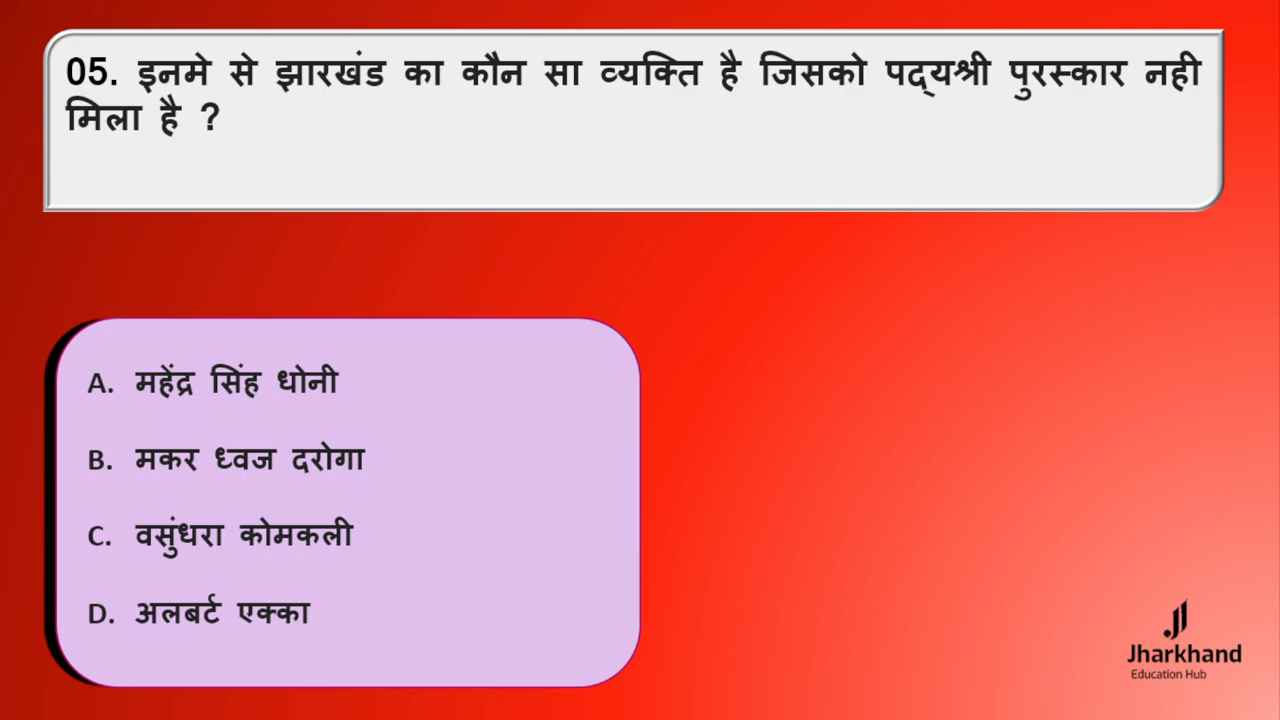 05. इनमे से झारखंड का कौन सा व्यक्ति है जिसको पद्यश्री पुरस्कार नही
मिला है ?
A. महेंद्र सिंह धोनी
B. मकर ध्वज दरोगा
C. वसुंधरा कोमकली
D. अलबर्ट एक्का
Jharkhand
Education Hub